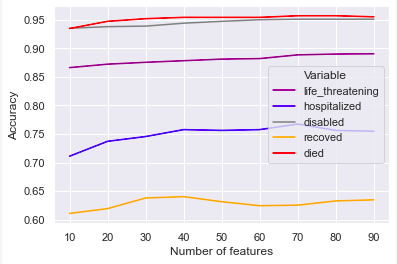 0.95
0.90
0.85
0.80
0.75
0.70
0.65
0.60
Accuracy
Variable
life_threatening
hospitalized
disabled
recoved
died
10 20 30 40 50 60 70 80 90
Number of features